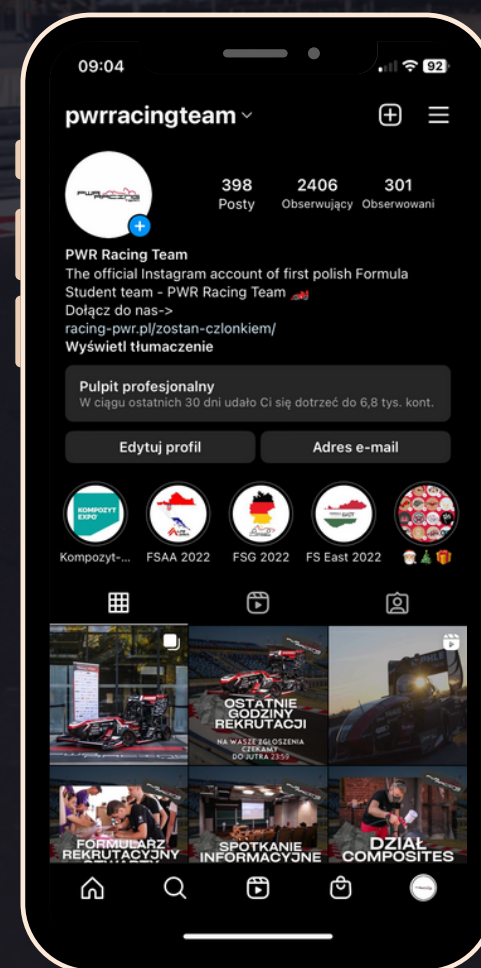 09:04
92
pwrracingteam
PWR RACING
398
2406
301
Posty
Obserwujący
Obserwowani
PWR Racing Team
The official Instagram account of first polish Formula
Student team - PWR Racing Team
Dołącz do nas->
racing-pwr.pl/zostan-czlonkiem/
Wyświetl tłumaczenie
Pulpit profesjonalny
W ciągu ostatnich 30 dni udało Ci się dotrzeć do 6,8 tys. kont.
Edytuj profil
Adres e-mail
KOMPOZYT
EXPO
Kompozyt-...
FSAA 2022
FSG 2022
FS East 2022
OSTATNIE
GODZINY
REKRUTACJI
NA WASZE ZGŁOSZENIA
CZEKAMY
DO JUTRA 23:59
FORMULARZ
REKRUTACYJNY
OTWARTY
SPOTKANIE
INFORMACYJNE
DZIAŁ
COMPOSITES